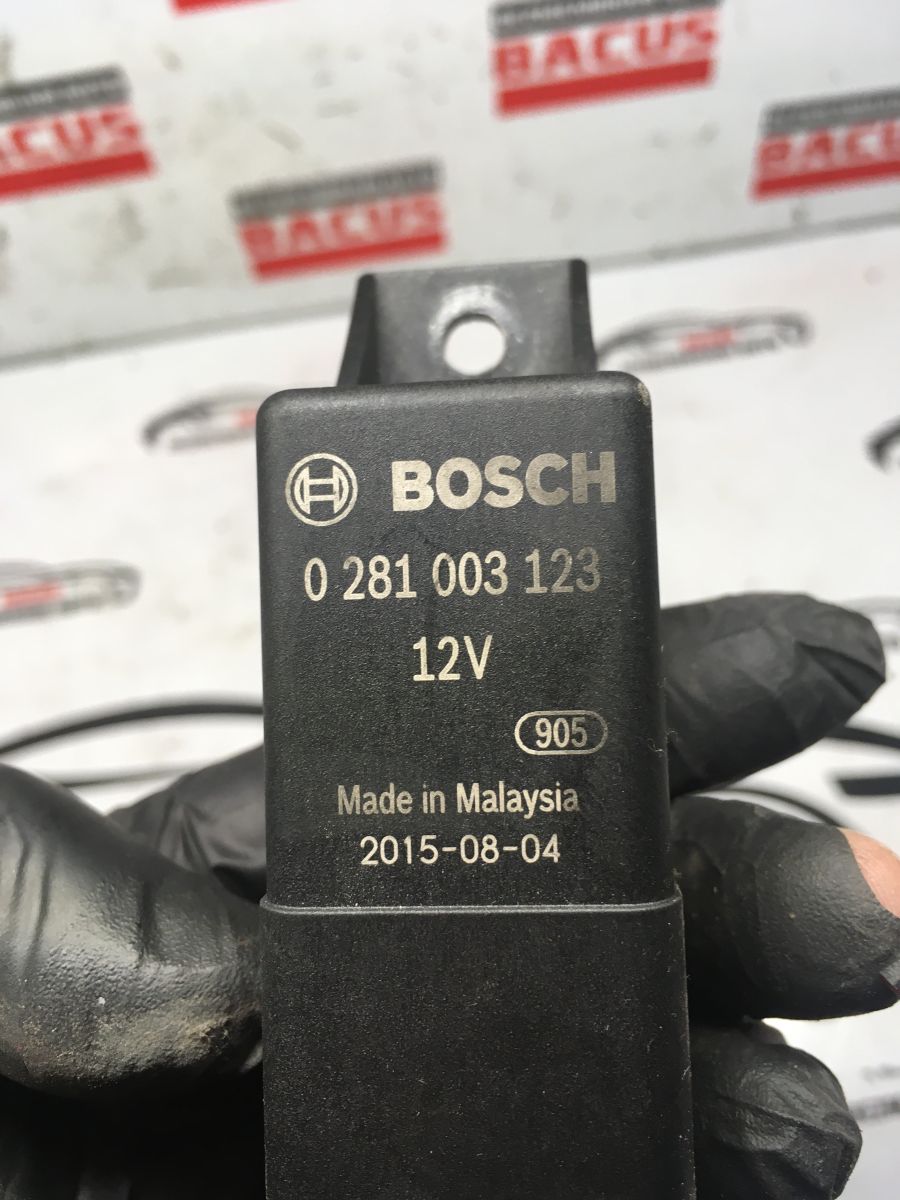 BACUS
BACUS
BACUS
BACUS
BOSCH
0 281 003 123
12V
905
Made in Malaysia
2015-08-04